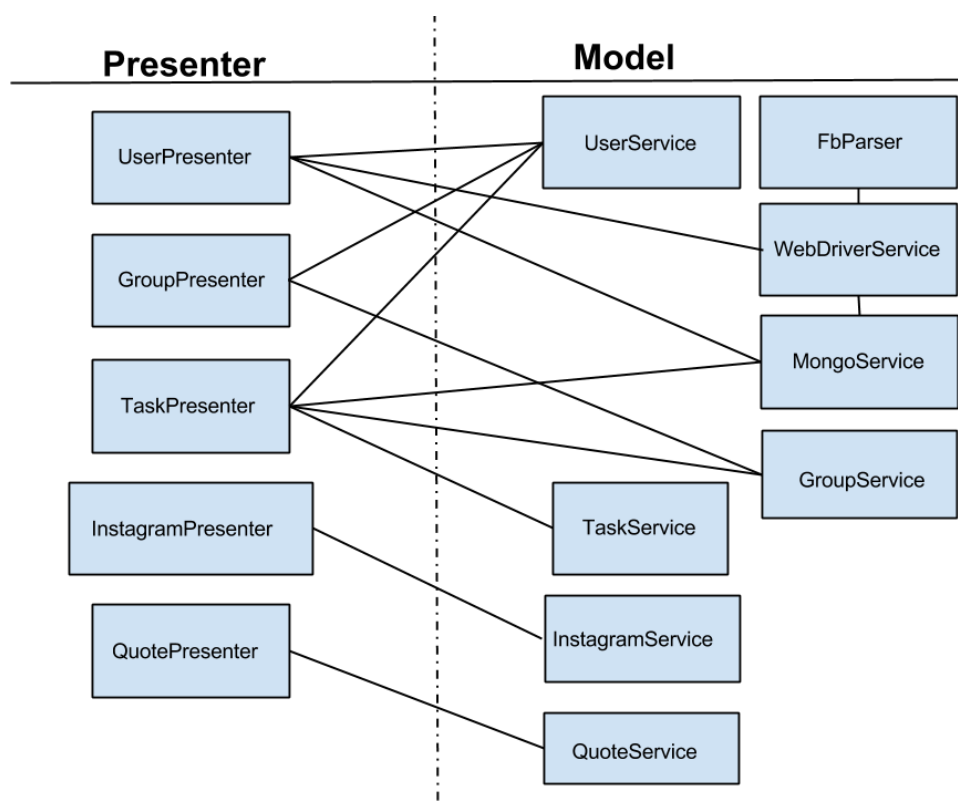 Presenter
Model
UserPresenter
UserService
FbParser
GroupPresenter
WebDriverService
TaskPresenter
MongoService
GroupService
InstagramPresenter
TaskService
QuotePresenter
InstagramService
QuoteService